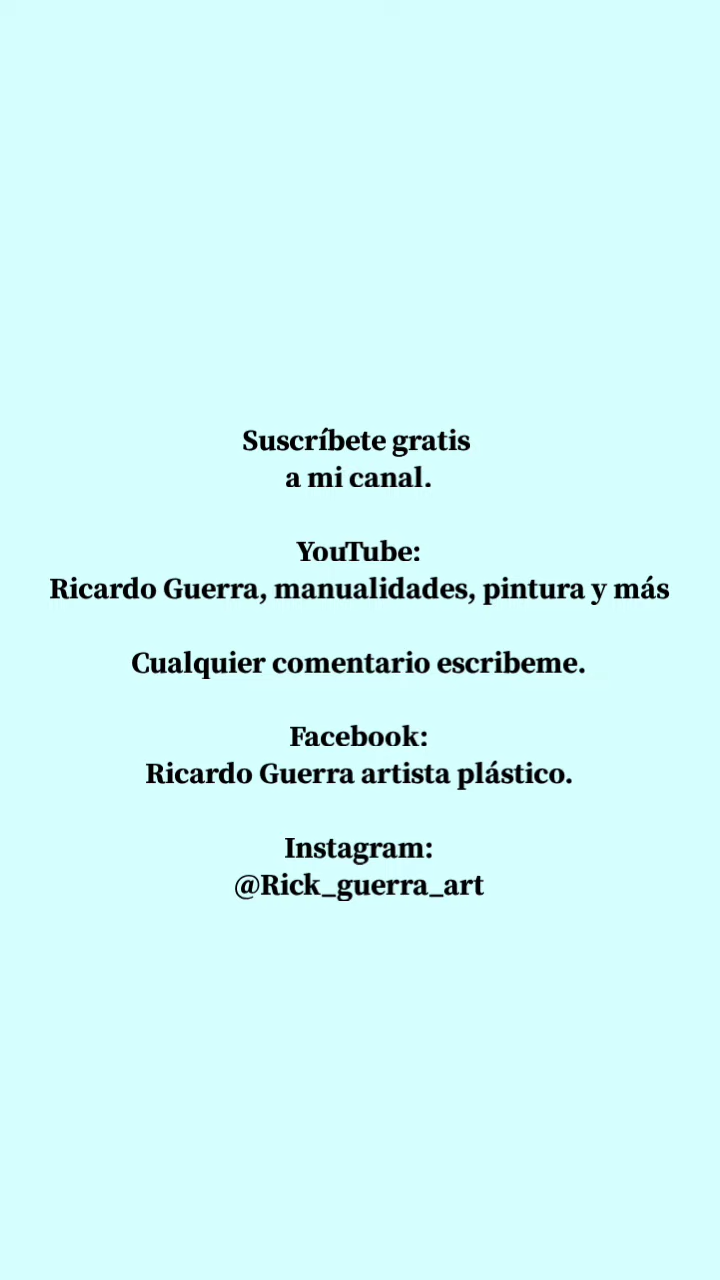 Suscríbete gratis
a mi canal.
YouTube:
Ricardo Guerra, manualidades, pintura y más
Cualquier comentario escribeme.
Facebook:
Ricardo Guerra artista plástico.
Instagram:
@Rick_guerra_art